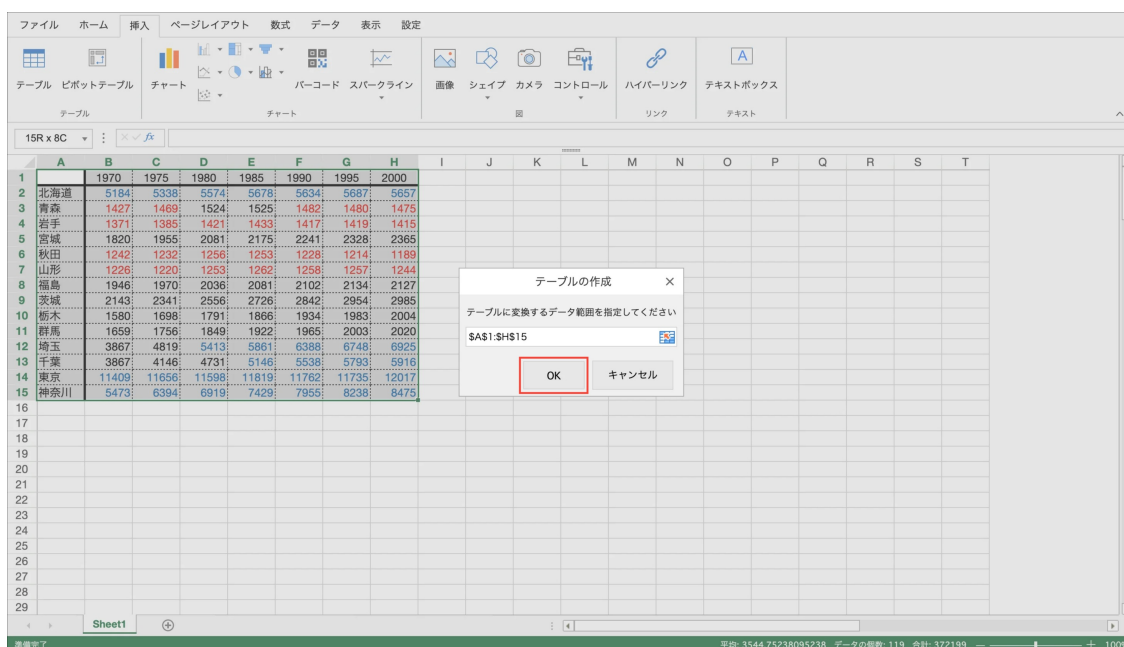 ファイル ホーム 挿入 ページレイアウト 数式 データ 表示 設定
テーブル ピボットテーブル チャート バーコード スパークライン 画像 シェイプ カメラ コントロール ハイパーリンク テキストボックス
テーブル チャート 図 リンク テキスト
15R x 8C fx
A B C D E F G H I J K L M N O P Q R S T
1 1970 1975 1980 1985 1990 1995 2000
2 北海道 5184 5338 5574 5678 5634 5687 5657
3 青森 1427 1469 1524 1525 1482 1480 1475
4 岩手 1371 1385 1421 1433 1417 1419 1415
5 宮城 1820 1955 2081 2175 2241 2328 2365
6 秋田 1242 1232 1256 1253 1228 1214 1189
7 山形 1226 1220 1253 1262 1258 1257 1244
8 福島 1946 1970 2036 2081 2102 2134 2127
9 茨城 2143 2341 2556 2726 2842 2954 2985
10 栃木 1580 1698 1791 1866 1934 1983 2004
11 群馬 1659 1756 1849 1922 1965 2003 2020
12 埼玉 3867 4819 5413 5861 6388 6748 6925
13 千葉 3867 4146 4731 5146 5538 5793 5916
14 東京 11409 11656 11598 11819 11762 11735 12017
15 神奈川 5473 6394 6919 7429 7955 8238 8475
16
17
18
19
20
21
22
23
24
25
26
27
28
29
テーブルの作成
テーブルに変換するデータ範囲を指定してください
$A$1:$H$15
OK キャンセル
Sheet1
準備完了 平均: 3544.75238095238 データの個数: 119 合計: 372199 100%